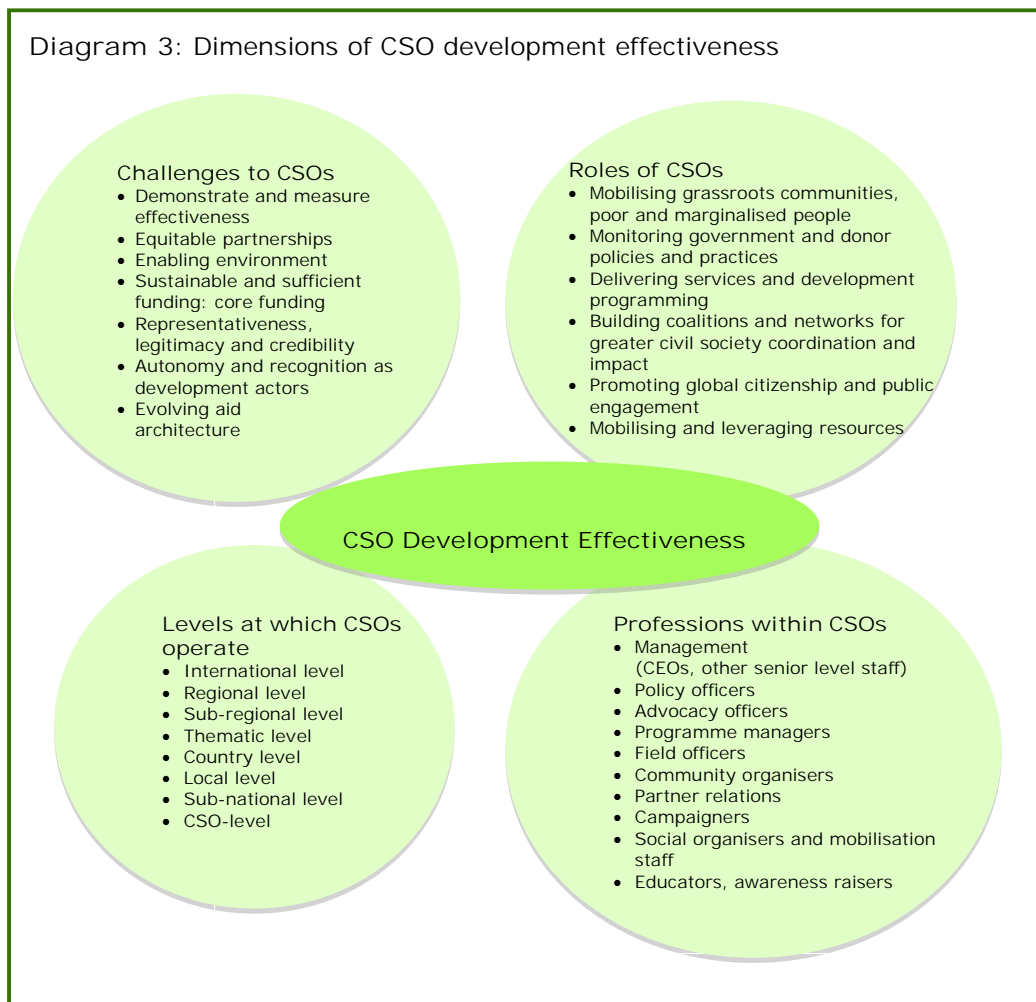 Diagram 3: Dimensions of CSO development effectiveness
Challenges to CSOs
• Demonstrate and measure
effectiveness
• Equitable partnerships
• Enabling environment
• Sustainable and sufficient
funding: core funding
• Representativeness,
legitimacy and credibility
• Autonomy and recognition as
development actors
• Evolving aid
architecture
Roles of CSOs
• Mobilising grassroots communities,
poor and marginalised people
• Monitoring government and donor
policies and practices
• Delivering services and development
programming
• Building coalitions and networks for
greater civil society coordination and
impact
• Promoting global citizenship and public
engagement
• Mobilising and leveraging resources
CSO Development Effectiveness
Levels at which CSOs
operate
• International level
• Regional level
• Sub-regional level
• Thematic level
• Country level
• Local level
• Sub-national level
• CSO-level
Professions within CSOs
• Management
(CEOs, other senior level staff)
• Policy officers
• Advocacy officers
• Programme managers
• Field officers
• Community organisers
• Partner relations
• Campaigners
• Social organisers and mobilisation
staff
• Educators, awareness raisers